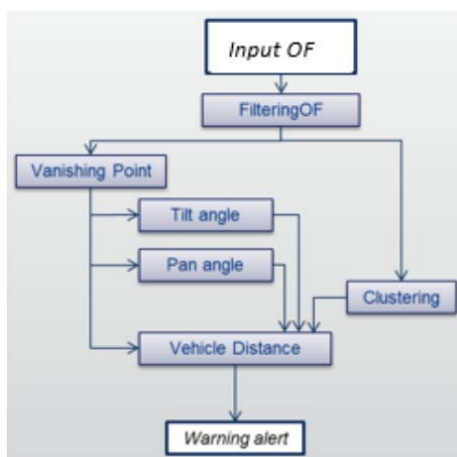 Input OF
FilteringOF
Vanishing Point
Tilt angle
Pan angle
Clustering
Vehicle Distance
Warning alert